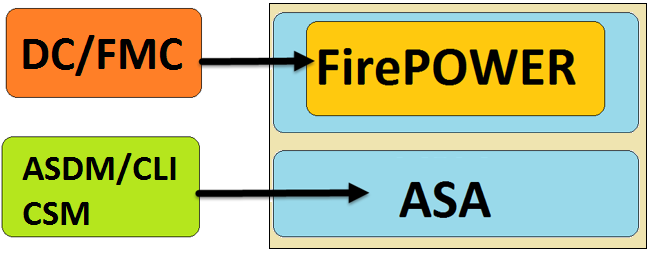 DC/FMC
FirePOWER
ASDM/CLI
CSM
ASA